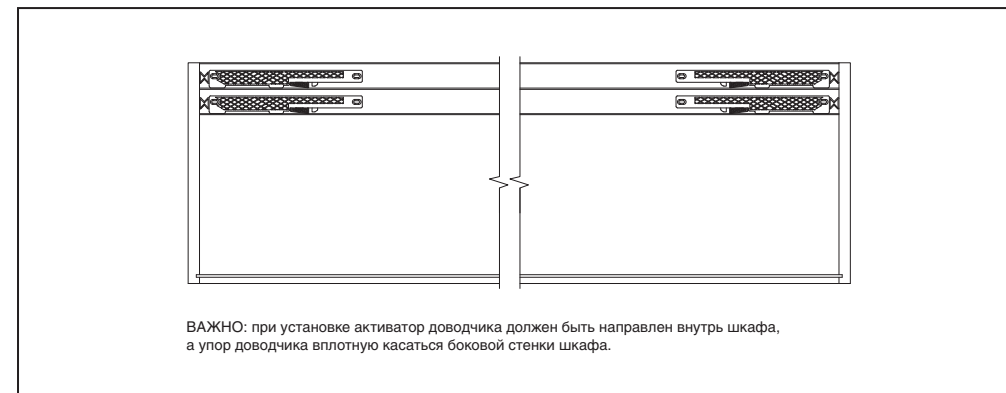 ВАЖНО: при установке активатор доводчика должен быть направлен внутрь шкафа,
а упор доводчика вплотную касаться боковой стенки шкафа.